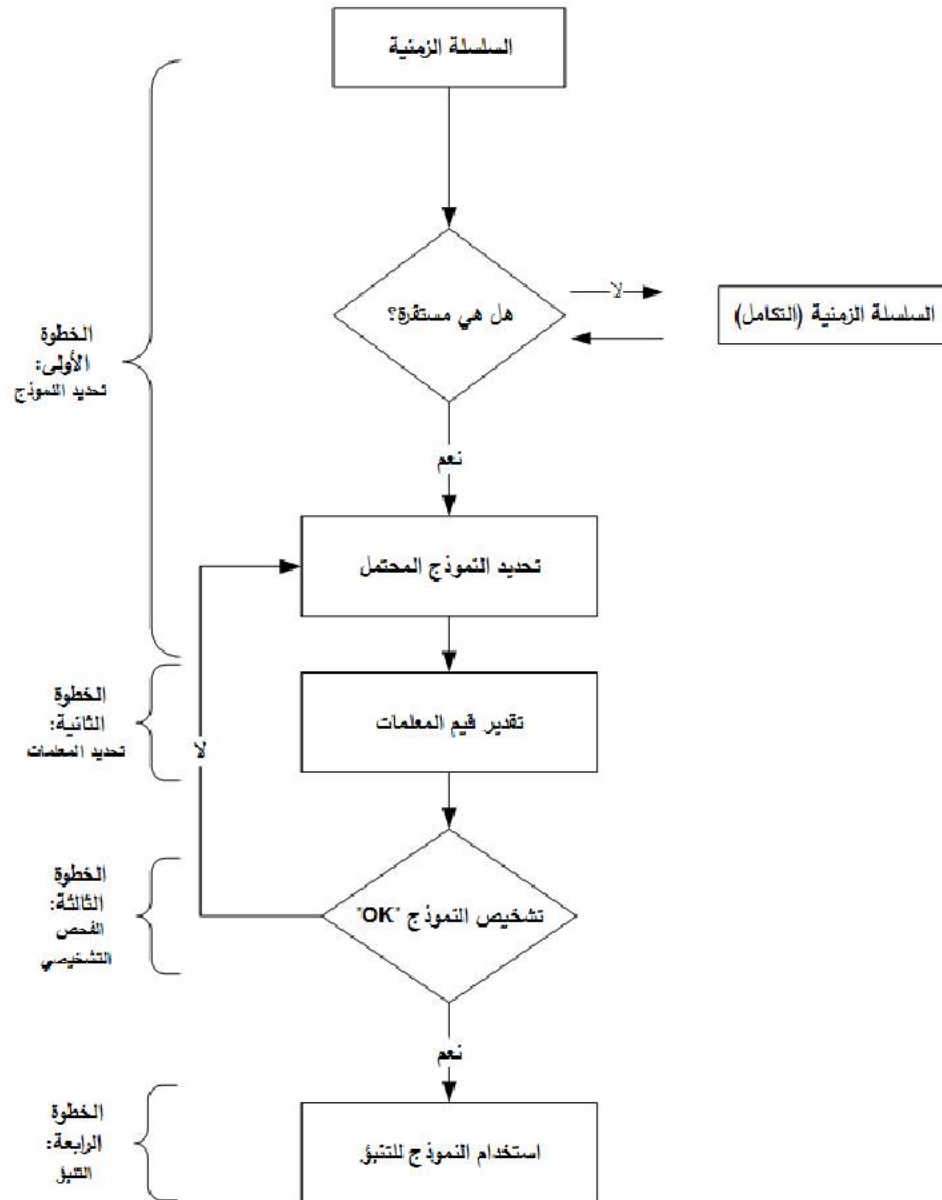 السلسلة الزمنية
هل هي مستقرة؟
لا
السلسلة الزمنية (التكامل)
الخطوة
الأولى:
تحديد النموذج
نعم
تحديد النموذج المحتمل
الخطوة
الثانية:
تحديد المعلمات
تقدير قيم المعلمات
لا
الخطوة
الثالثة:
الفحص
التشخيصي
تشخيص النموذج "OK"
نعم
الخطوة
الرابعة:
التنبؤ
استخدام النموذج للتنبؤ